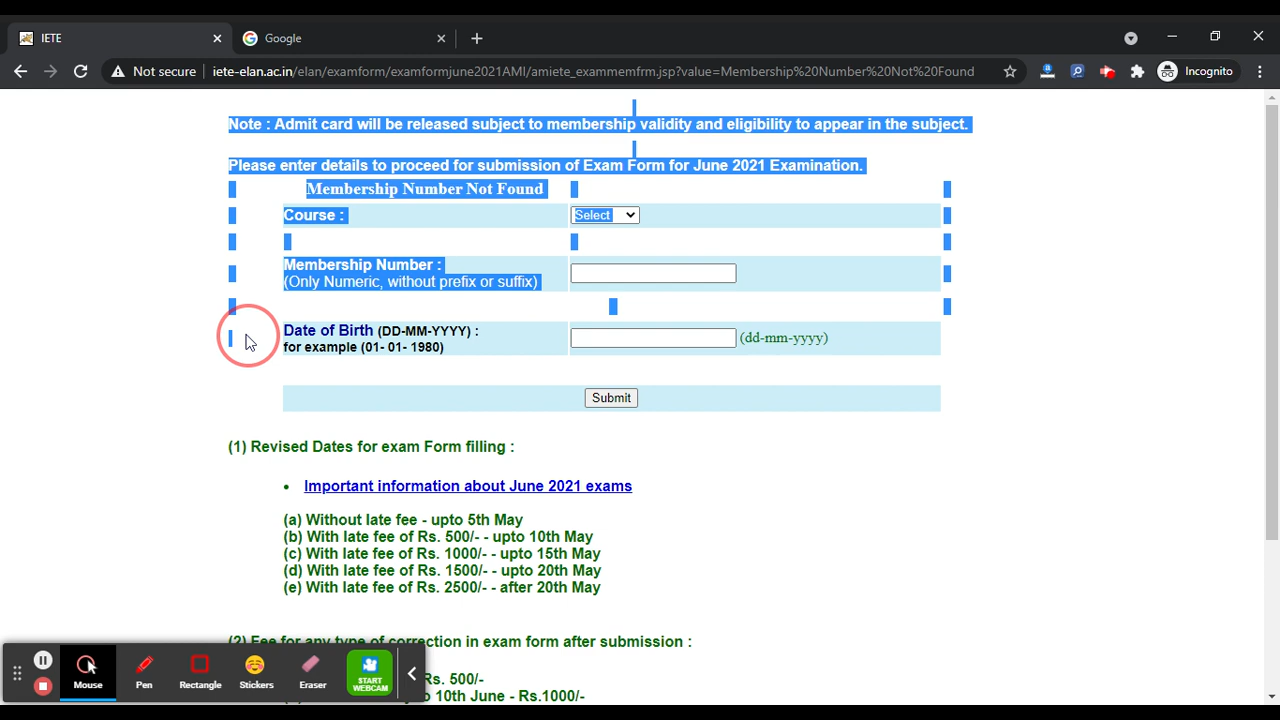 IETE
Google
Not secure
iete-elan.ac.in/elan/examform/examformjune2021AMI/amiete_exammemfrm.jsp?value=Membership%20Number%20Not%20Found
Incognito
Note : Admit card will be released subject to membership validity and eligibility to appear in the subject.
Please enter details to proceed for submission of Exam Form for June 2021 Examination.
Membership Number Not Found
Course :
Select
Membership Number :
(Only Numeric, without prefix or suffix)
Date of Birth (DD-MM-YYYY) :
for example (01- 01- 1980)
(dd-mm-yyyy)
Submit
(1) Revised Dates for exam Form filling :
• Important information about June 2021 exams
(a) Without late fee - upto 5th May
(b) With late fee of Rs. 500/- - upto 10th May
(c) With late fee of Rs. 1000/- - upto 15th May
(d) With late fee of Rs. 1500/- - upto 20th May
(e) With late fee of Rs. 2500/- - after 20th May
(2) Fee for any type of correction in exam form after submission :
Rs. 500/-
10th June - Rs.1000/-
Mouse
Pen
Rectangle
Stickers
Eraser
START
WEBCAM